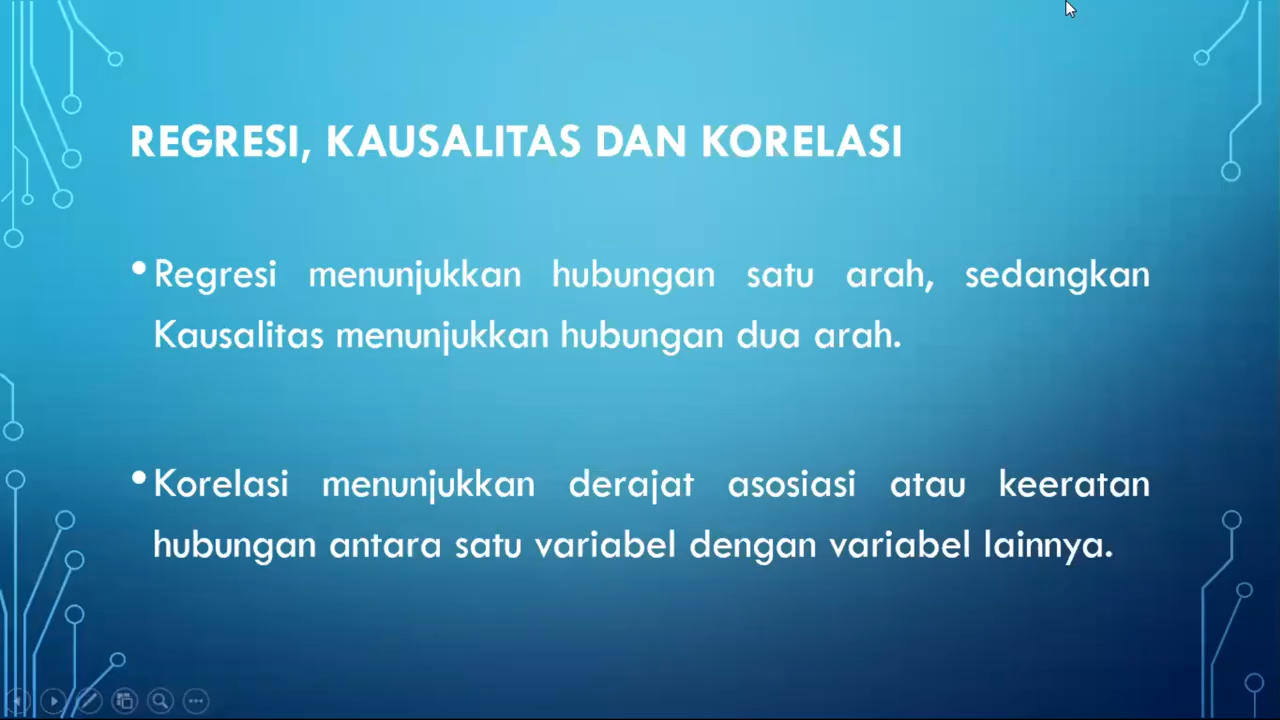 REGRESI, KAUSALITAS DAN KORELASI
• Regresi menunjukkan hubungan satu arah, sedangkan
Kausalitas menunjukkan hubungan dua arah.
• Korelasi menunjukkan derajat asosiasi atau keeratan
hubungan antara satu variabel dengan variabel lainnya.